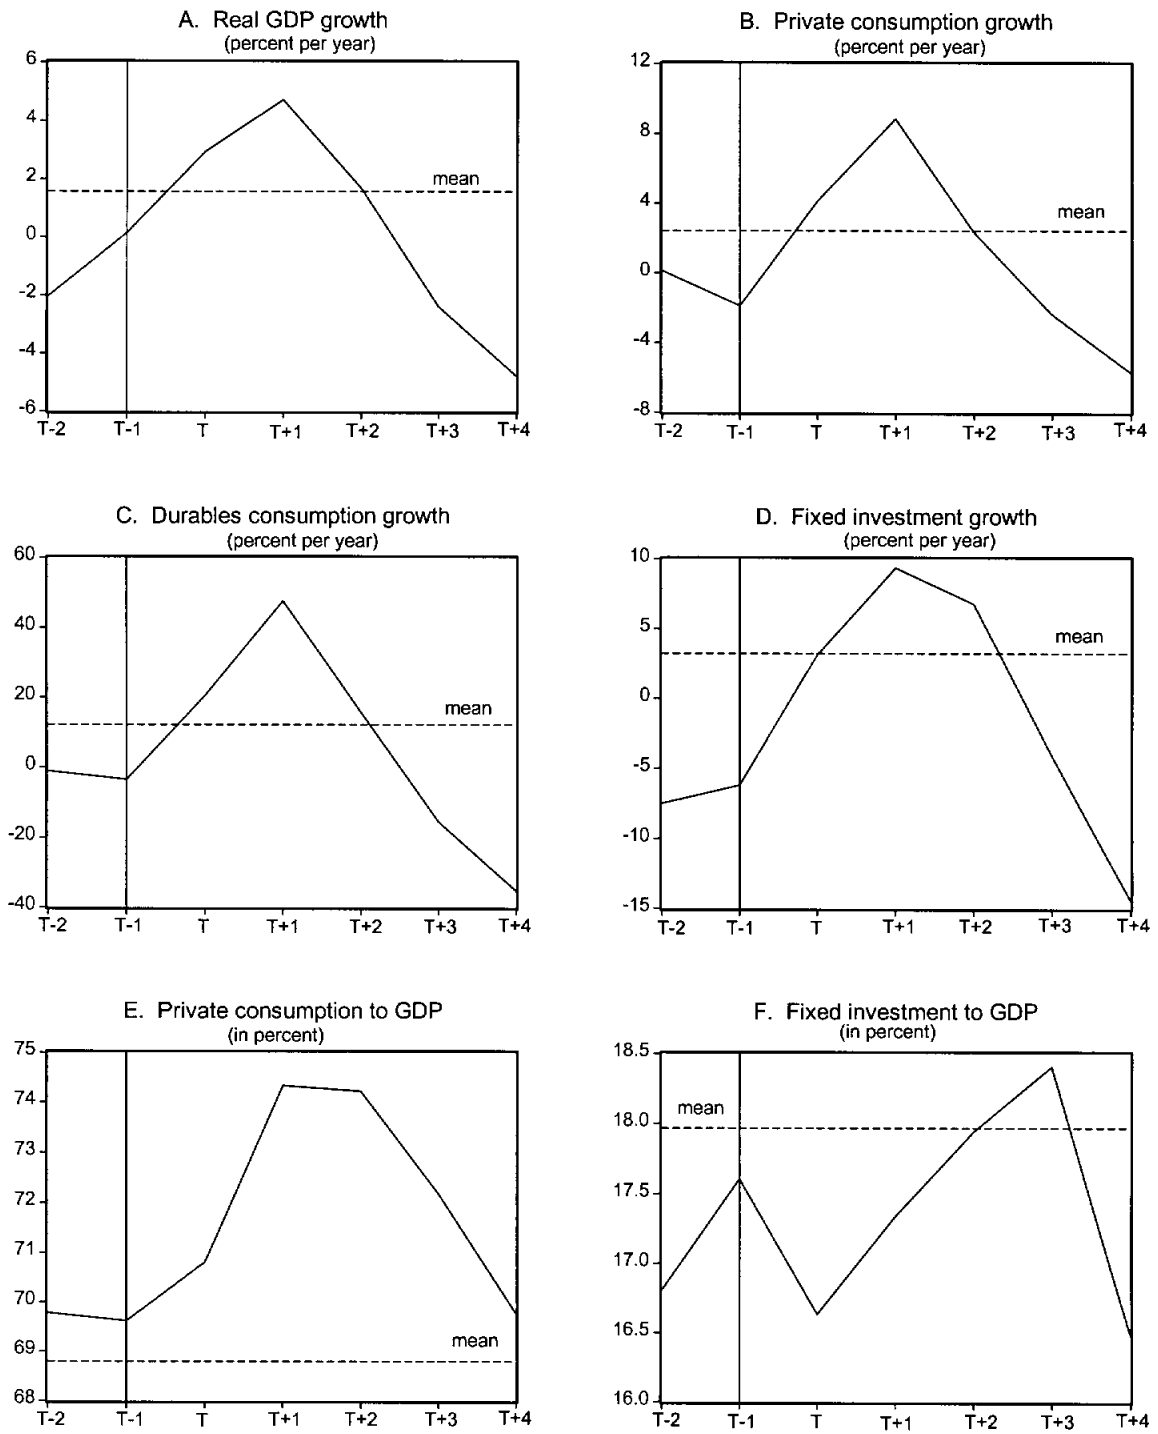 A. Real GDP growth
(percent per year)
6
4
2
0
-2
-4
-6
mean
T-2 T-1 T T+1 T+2 T+3 T+4
B. Private consumption growth
(percent per year)
12
8
4
0
-4
-8
mean
T-2 T-1 T T+1 T+2 T+3 T+4
C. Durables consumption growth
(percent per year)
60
40
20
0
-20
-40
mean
T-2 T-1 T T+1 T+2 T+3 T+4
D. Fixed investment growth
(percent per year)
10
5
0
-5
-10
-15
mean
T-2 T-1 T T+1 T+2 T+3 T+4
E. Private consumption to GDP
(in percent)
75
74
73
72
71
70
69
68
mean
T-2 T-1 T T+1 T+2 T+3 T+4
F. Fixed investment to GDP
(in percent)
18.5
18.0
17.5
17.0
16.5
16.0
mean
T-2 T-1 T T+1 T+2 T+3 T+4